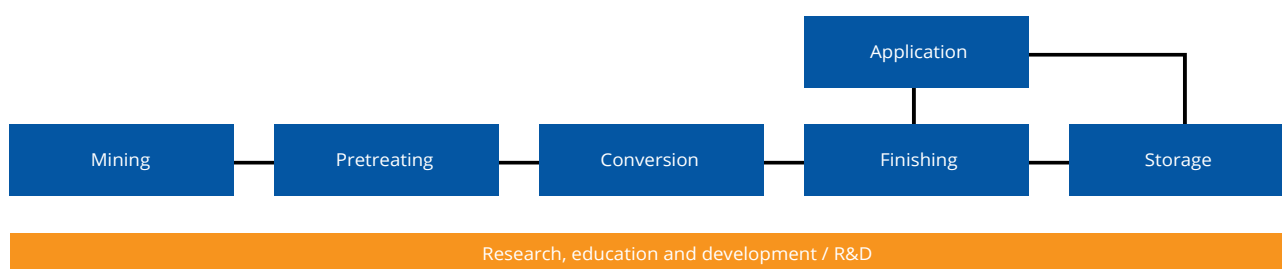 Application
Mining
Pretreating
Conversion
Finishing
Storage
Research, education and development / R&D